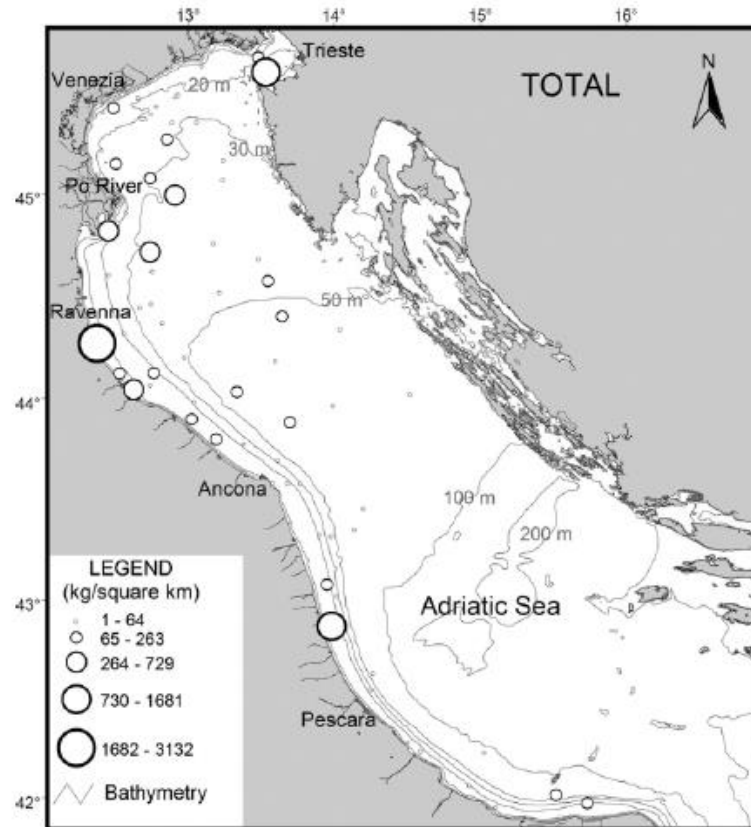 13° 14° 15° 16°
Trieste
Venezia
20 m
TOTAL
N
30 m
Po River
45°
50 m
Ravenna
44°
Ancona
100 m
200 m
LEGEND
(kg/square km)
1 - 64
65 - 263
264 - 729
730 - 1681
1682 - 3132
Bathymetry
43°
Adriatic Sea
Pescara
42°